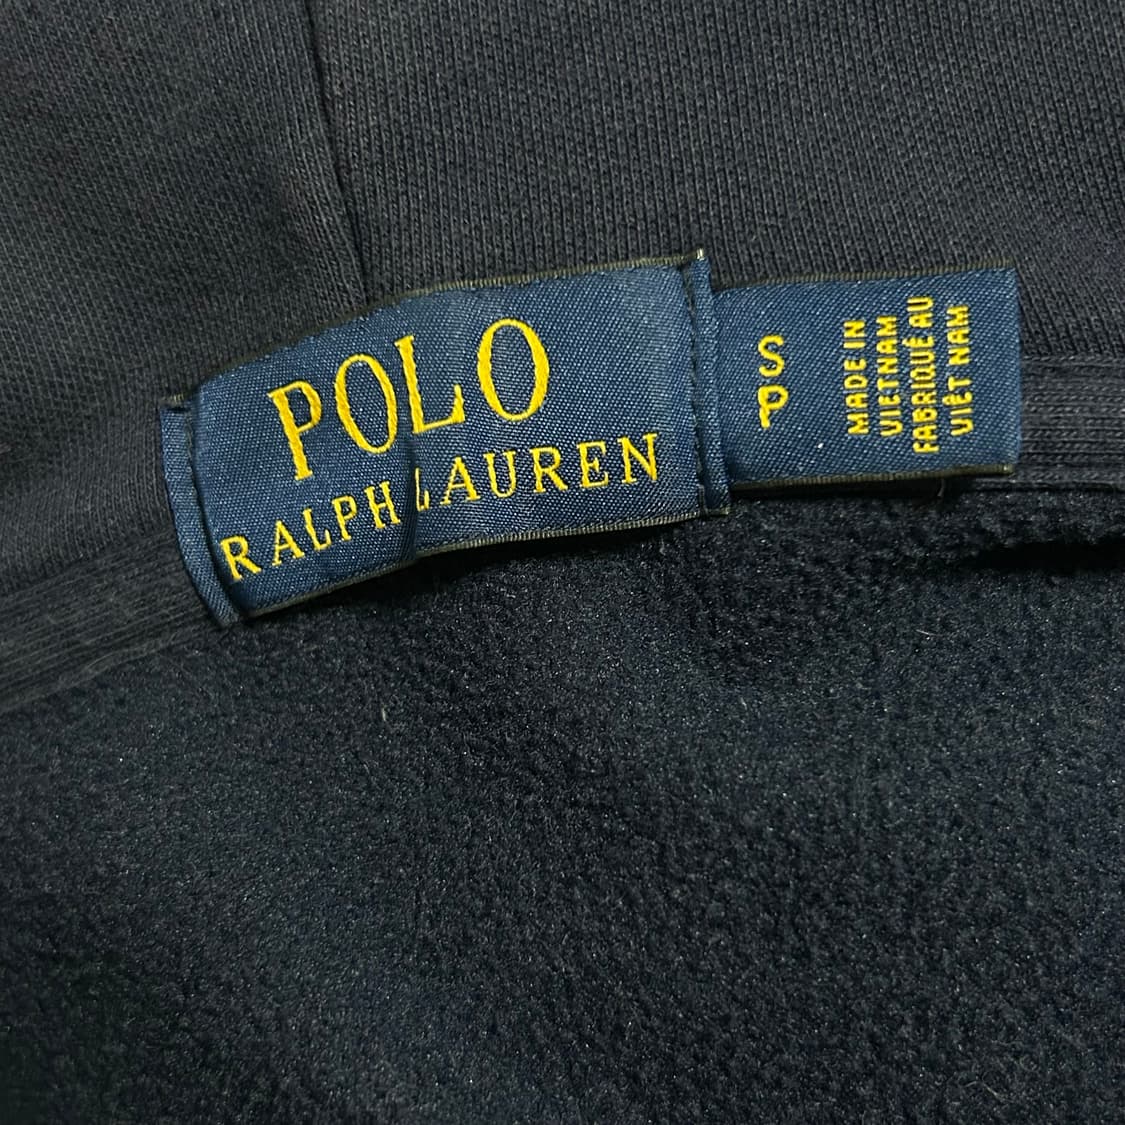 POLO
RALPH LAUREN
S
P
MADE IN
VIETNAM
FABRIQUÉ AU
VIÊT NAM